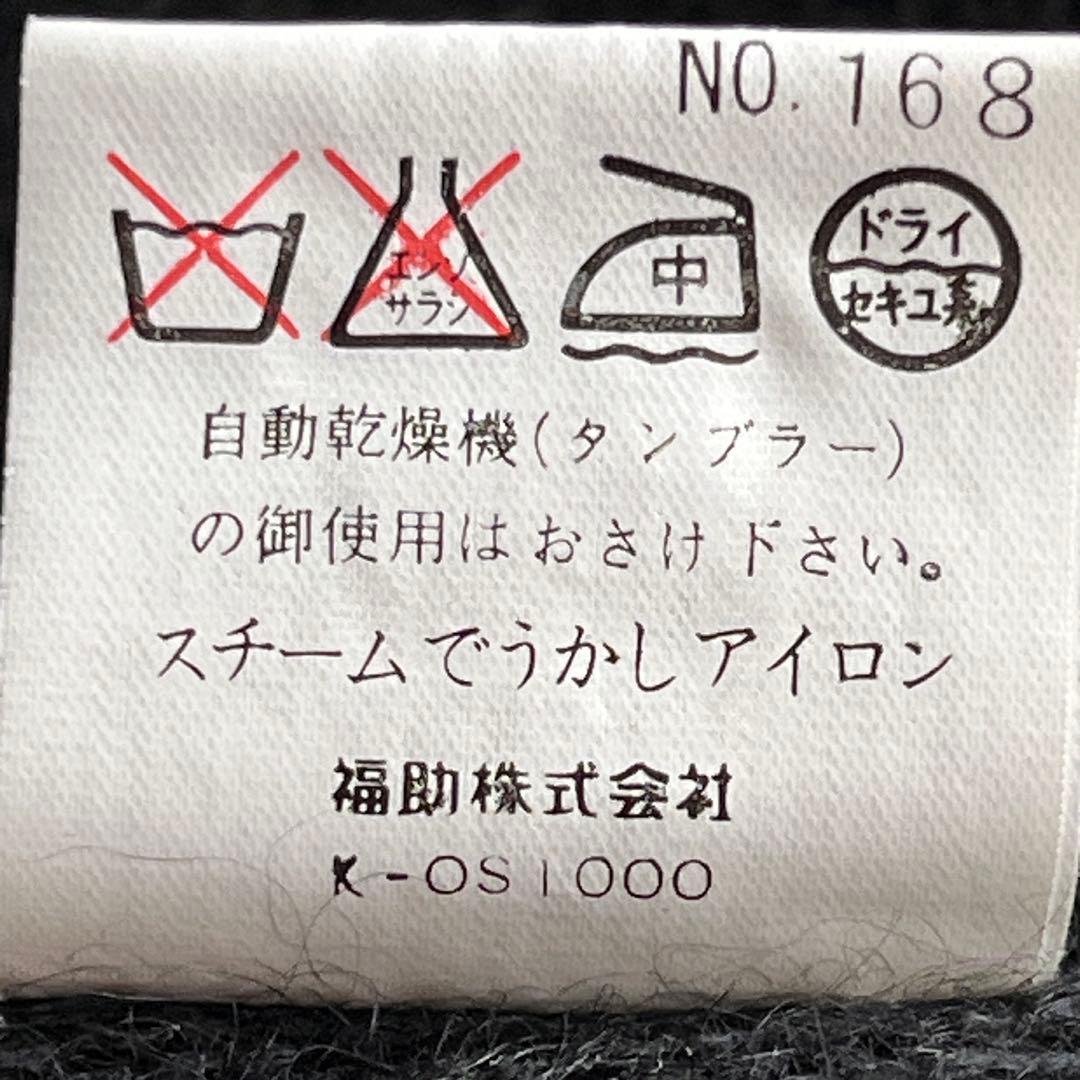 NO. 168
エンソ
サラシ
中
ドライ
セキユ系
自動乾燥機(タンブラー)
の御使用はおさけ下さい。
スチームでうかしアイロン
福助株式会社
K-OS1000